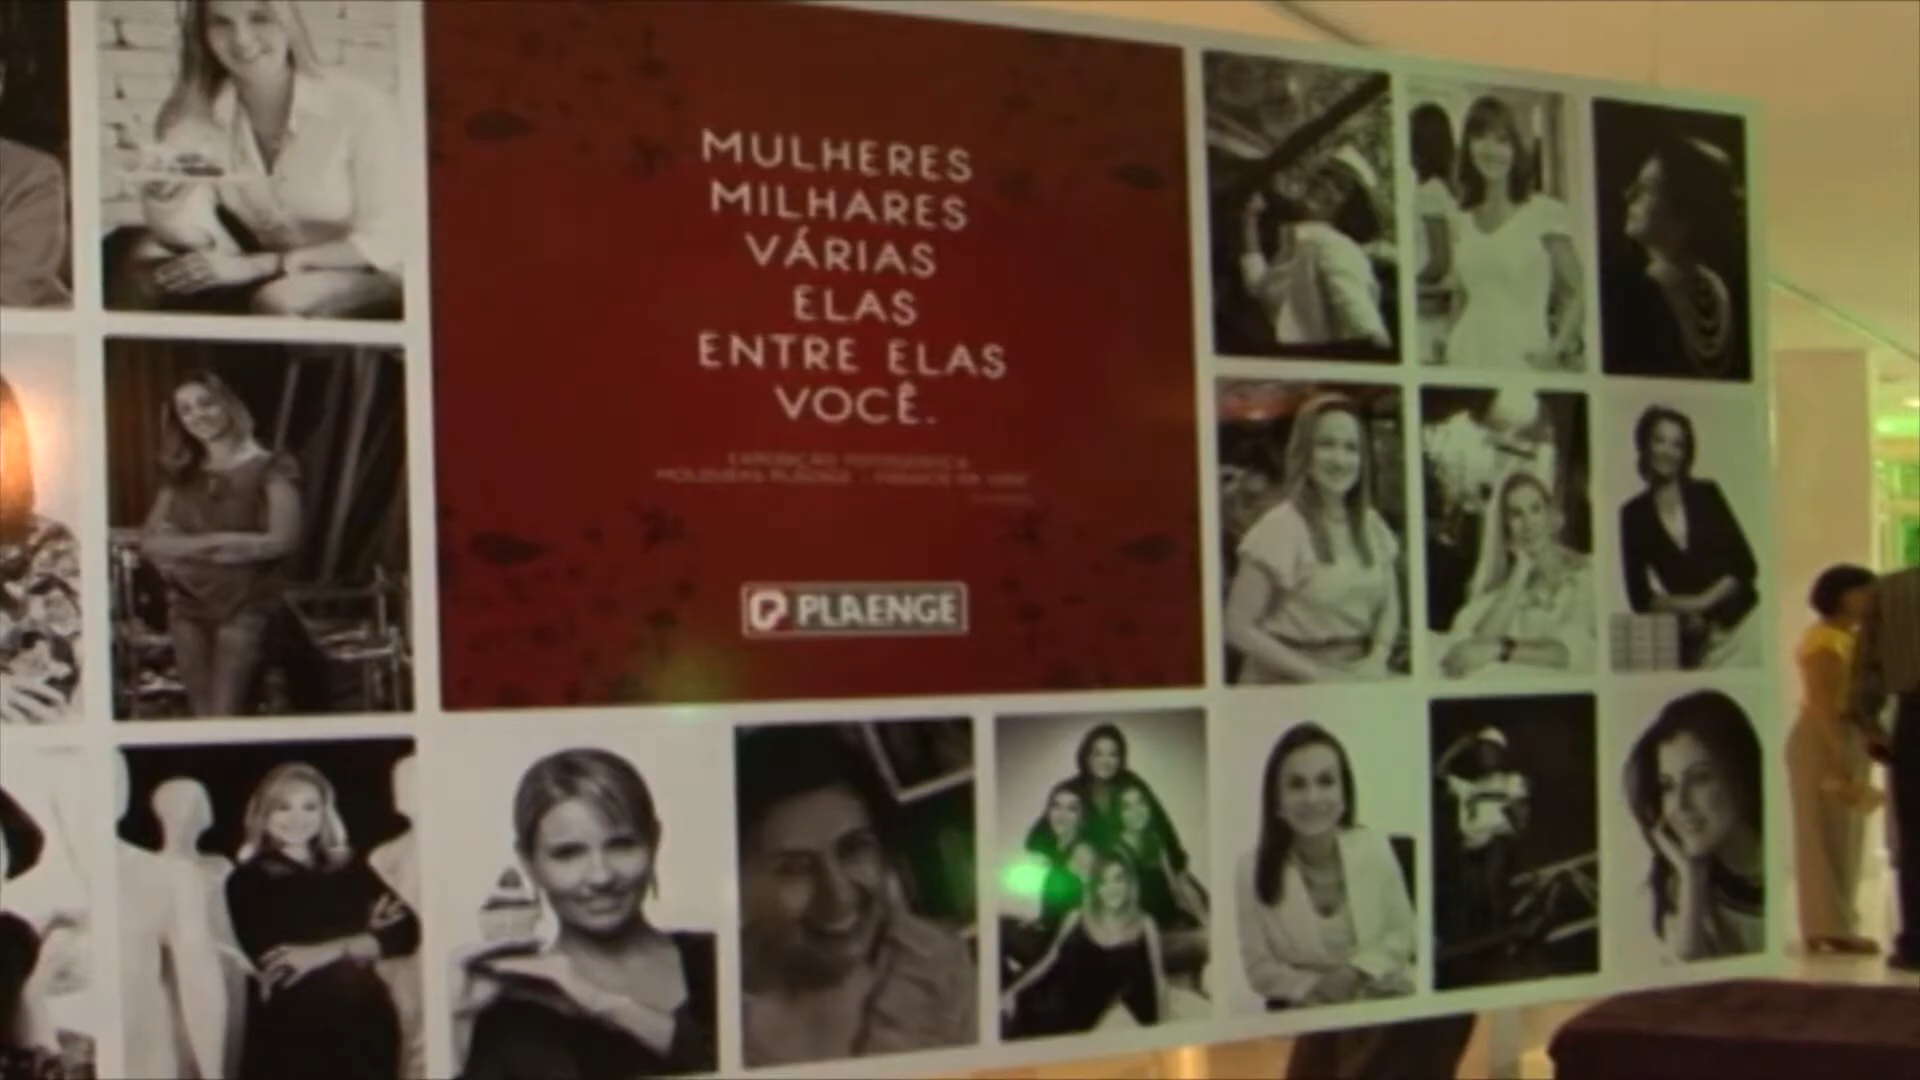 MULHERES
MILHARES
VÁRIAS
ELAS
ENTRE ELAS
VOCÊ.
PLAENGE